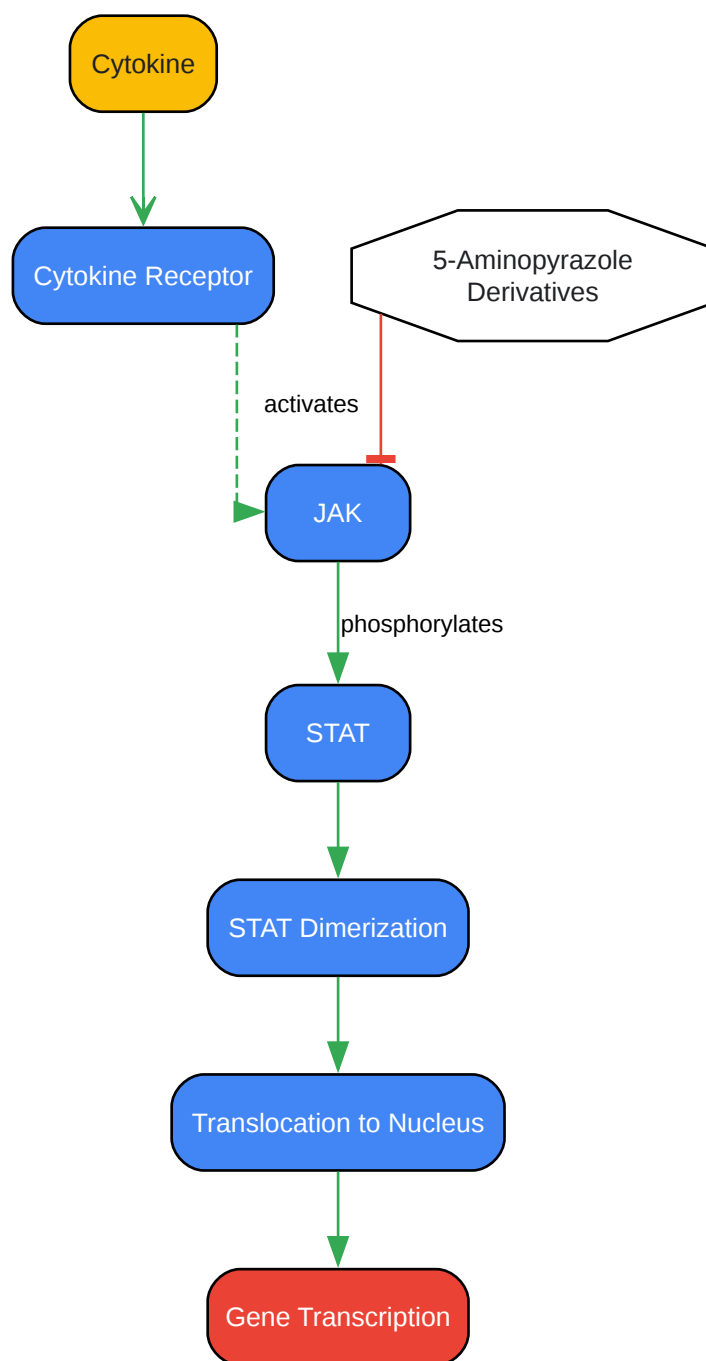 Cytokine
Cytokine Receptor
5-Aminopyrazole
Derivatives
activates
JAK
phosphorylates
STAT
STAT Dimerization
Translocation to Nucleus
Gene Transcription